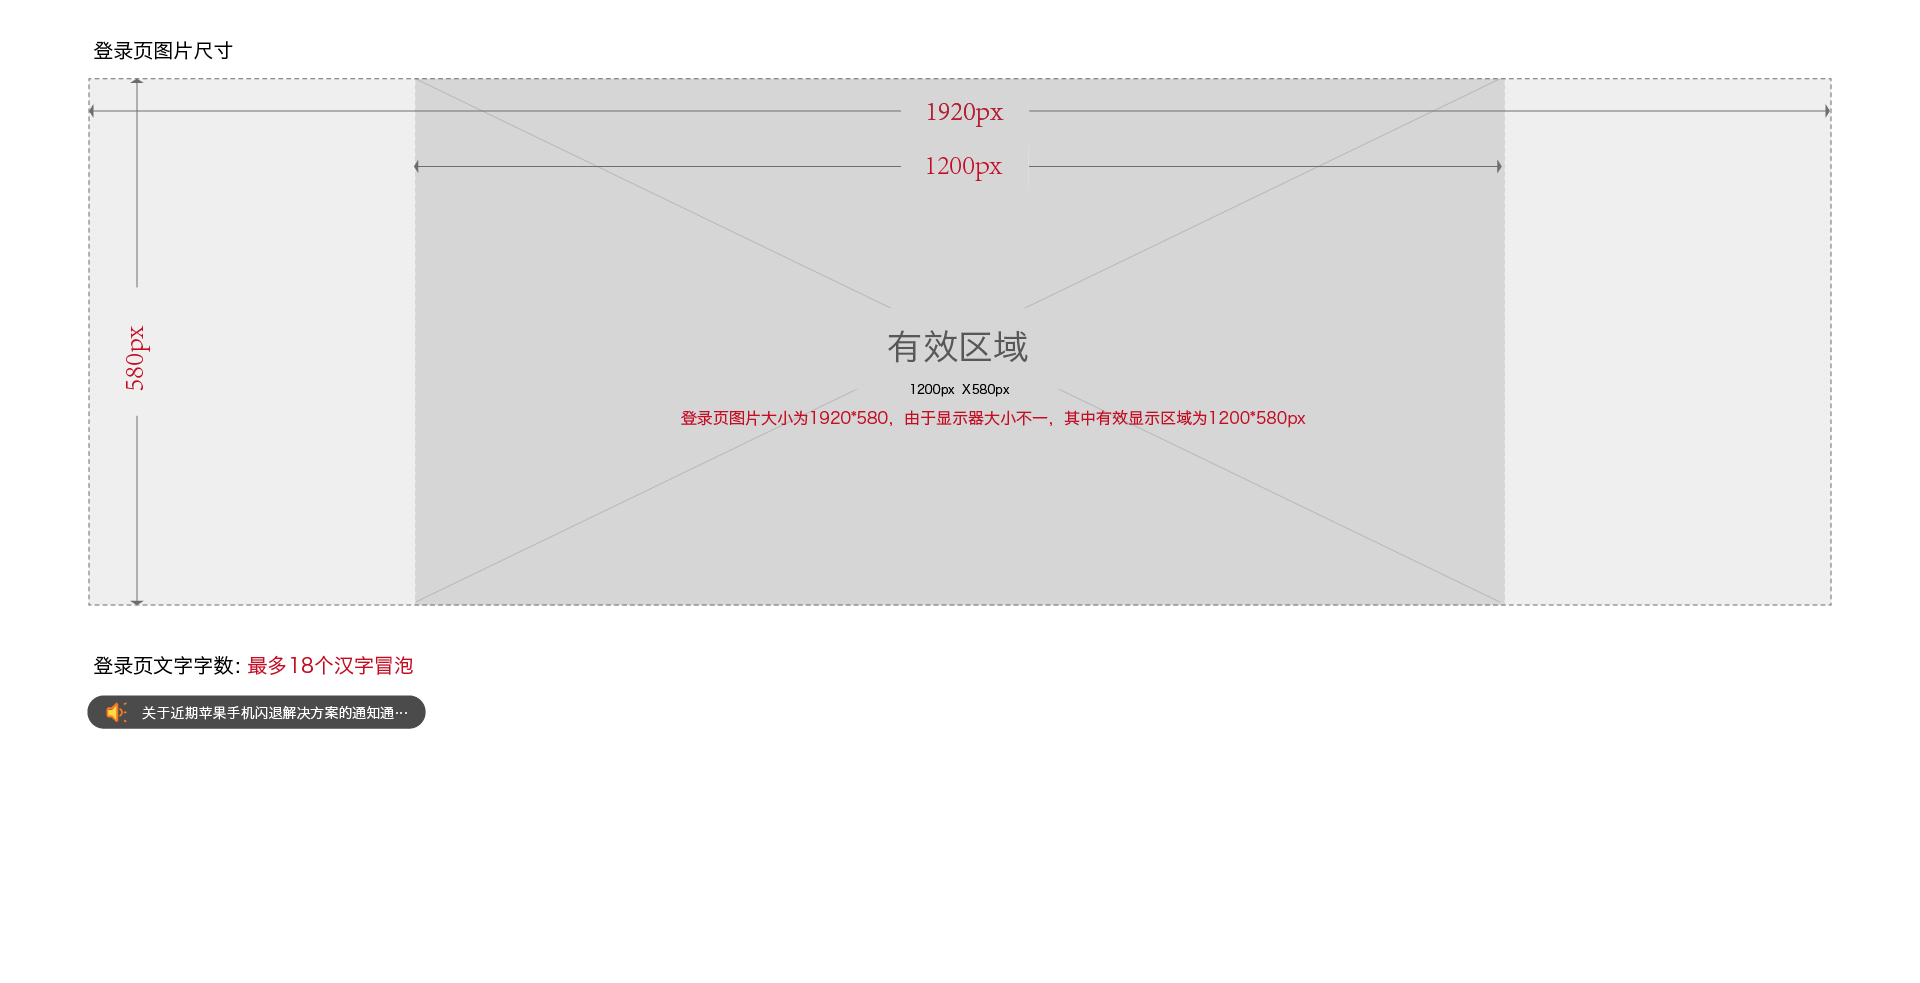 登录页图片尺寸
1920px
1200px
580px
有效区域
1200px X580px
登录页图片大小为1920*580，由于显示器大小不一，其中有效显示区域为1200*580px
登录页文字字数: 最多18个汉字冒泡
关于近期苹果手机闪退解决方案的通知通…